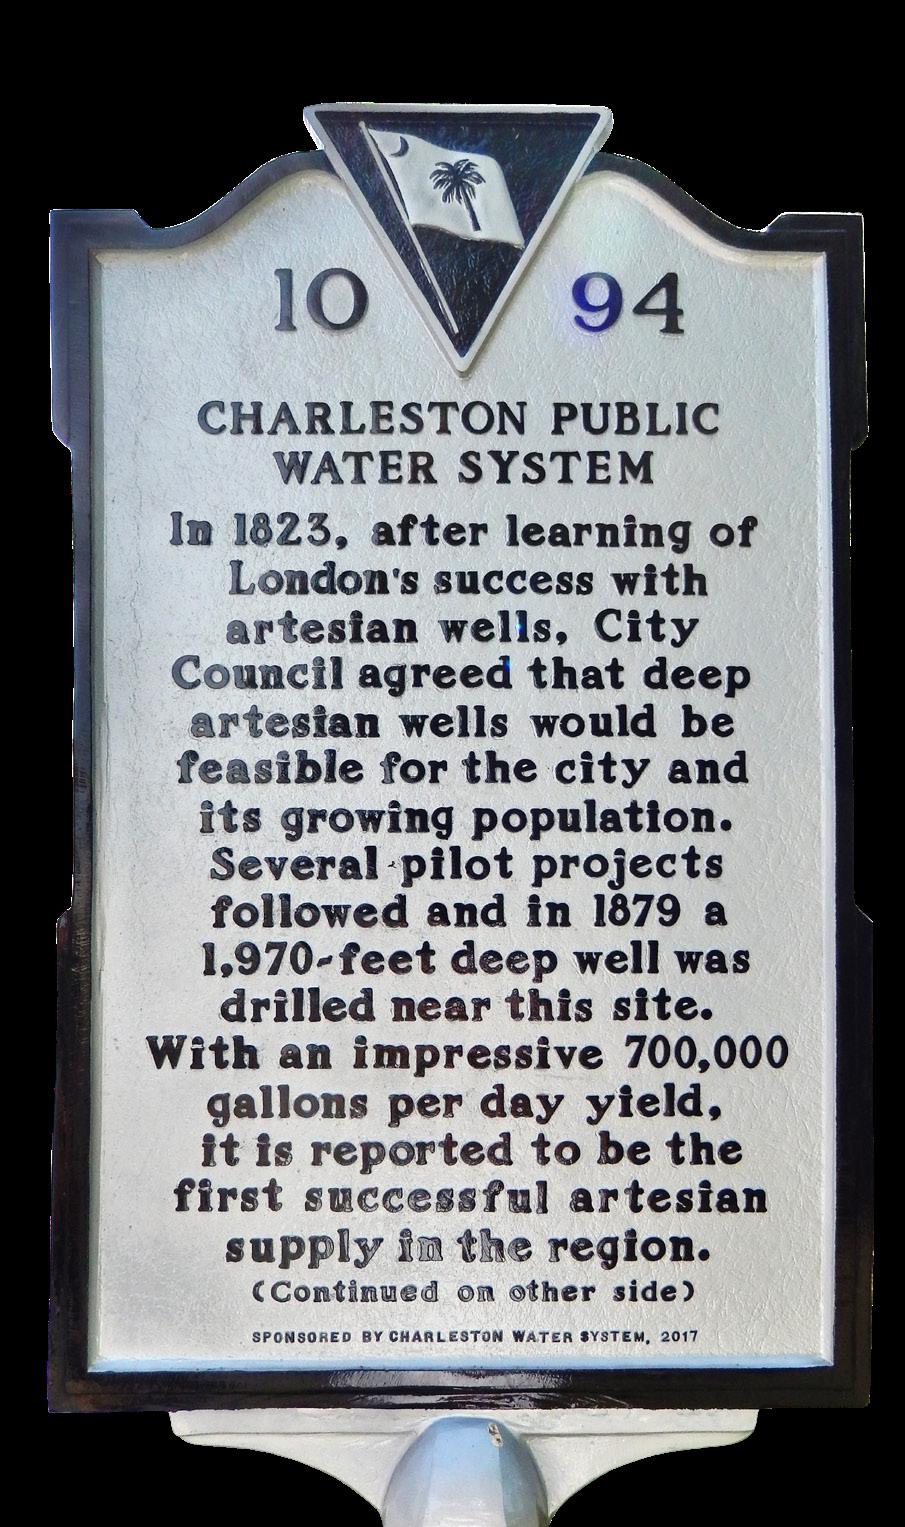 10 94
CHARLESTON PUBLIC
WATER SYSTEM
In 1823, after learning of
London's success with
artesian wells, City
Council agreed that deep
artesian wells would be
feasible for the city and
its growing population.
Several pilot projects
followed and in 1879 a
1,970-feet deep well was
drilled near this site.
With an impressive 700,000
gallons per day yield,
it is reported to be the
first successful artesian
supply in the region.
(Continued on other side)
SPONSORED BY CHARLESTON WATER SYSTEM, 2017